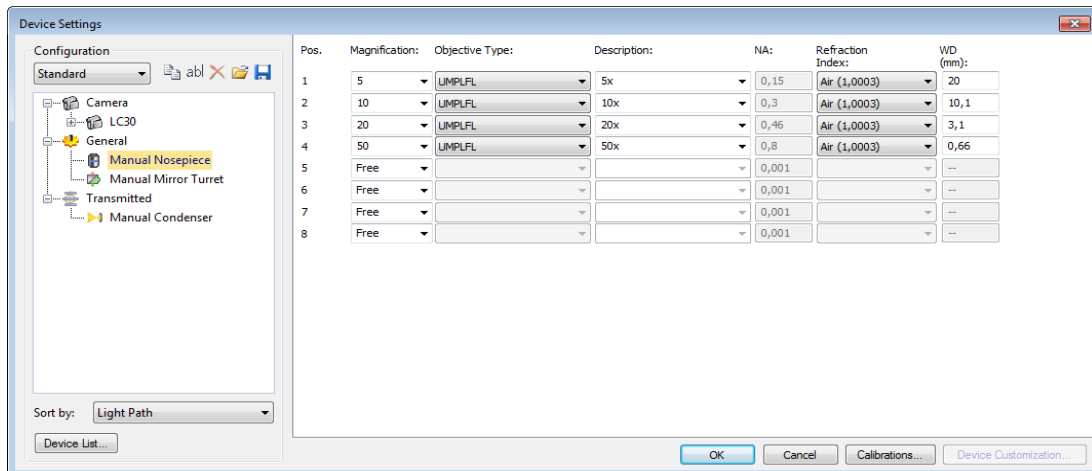 Device Settings
Configuration
Standard
abl
Camera
LC30
General
Manual Nosepiece
Manual Mirror Turret
Transmitted
Manual Condenser
Sort by: Light Path
Device List...
Pos. Magnification: Objective Type: Description: NA: Refraction Index: WD (mm):
1 5 UMPLFL 5x 0,15 Air (1,0003) 20
2 10 UMPLFL 10x 0,3 Air (1,0003) 10,1
3 20 UMPLFL 20x 0,46 Air (1,0003) 3,1
4 50 UMPLFL 50x 0,8 Air (1,0003) 0,66
5 Free 0,001 --
6 Free 0,001 --
7 Free 0,001 --
8 Free 0,001 --
OK Cancel Calibrations... Device Customization...